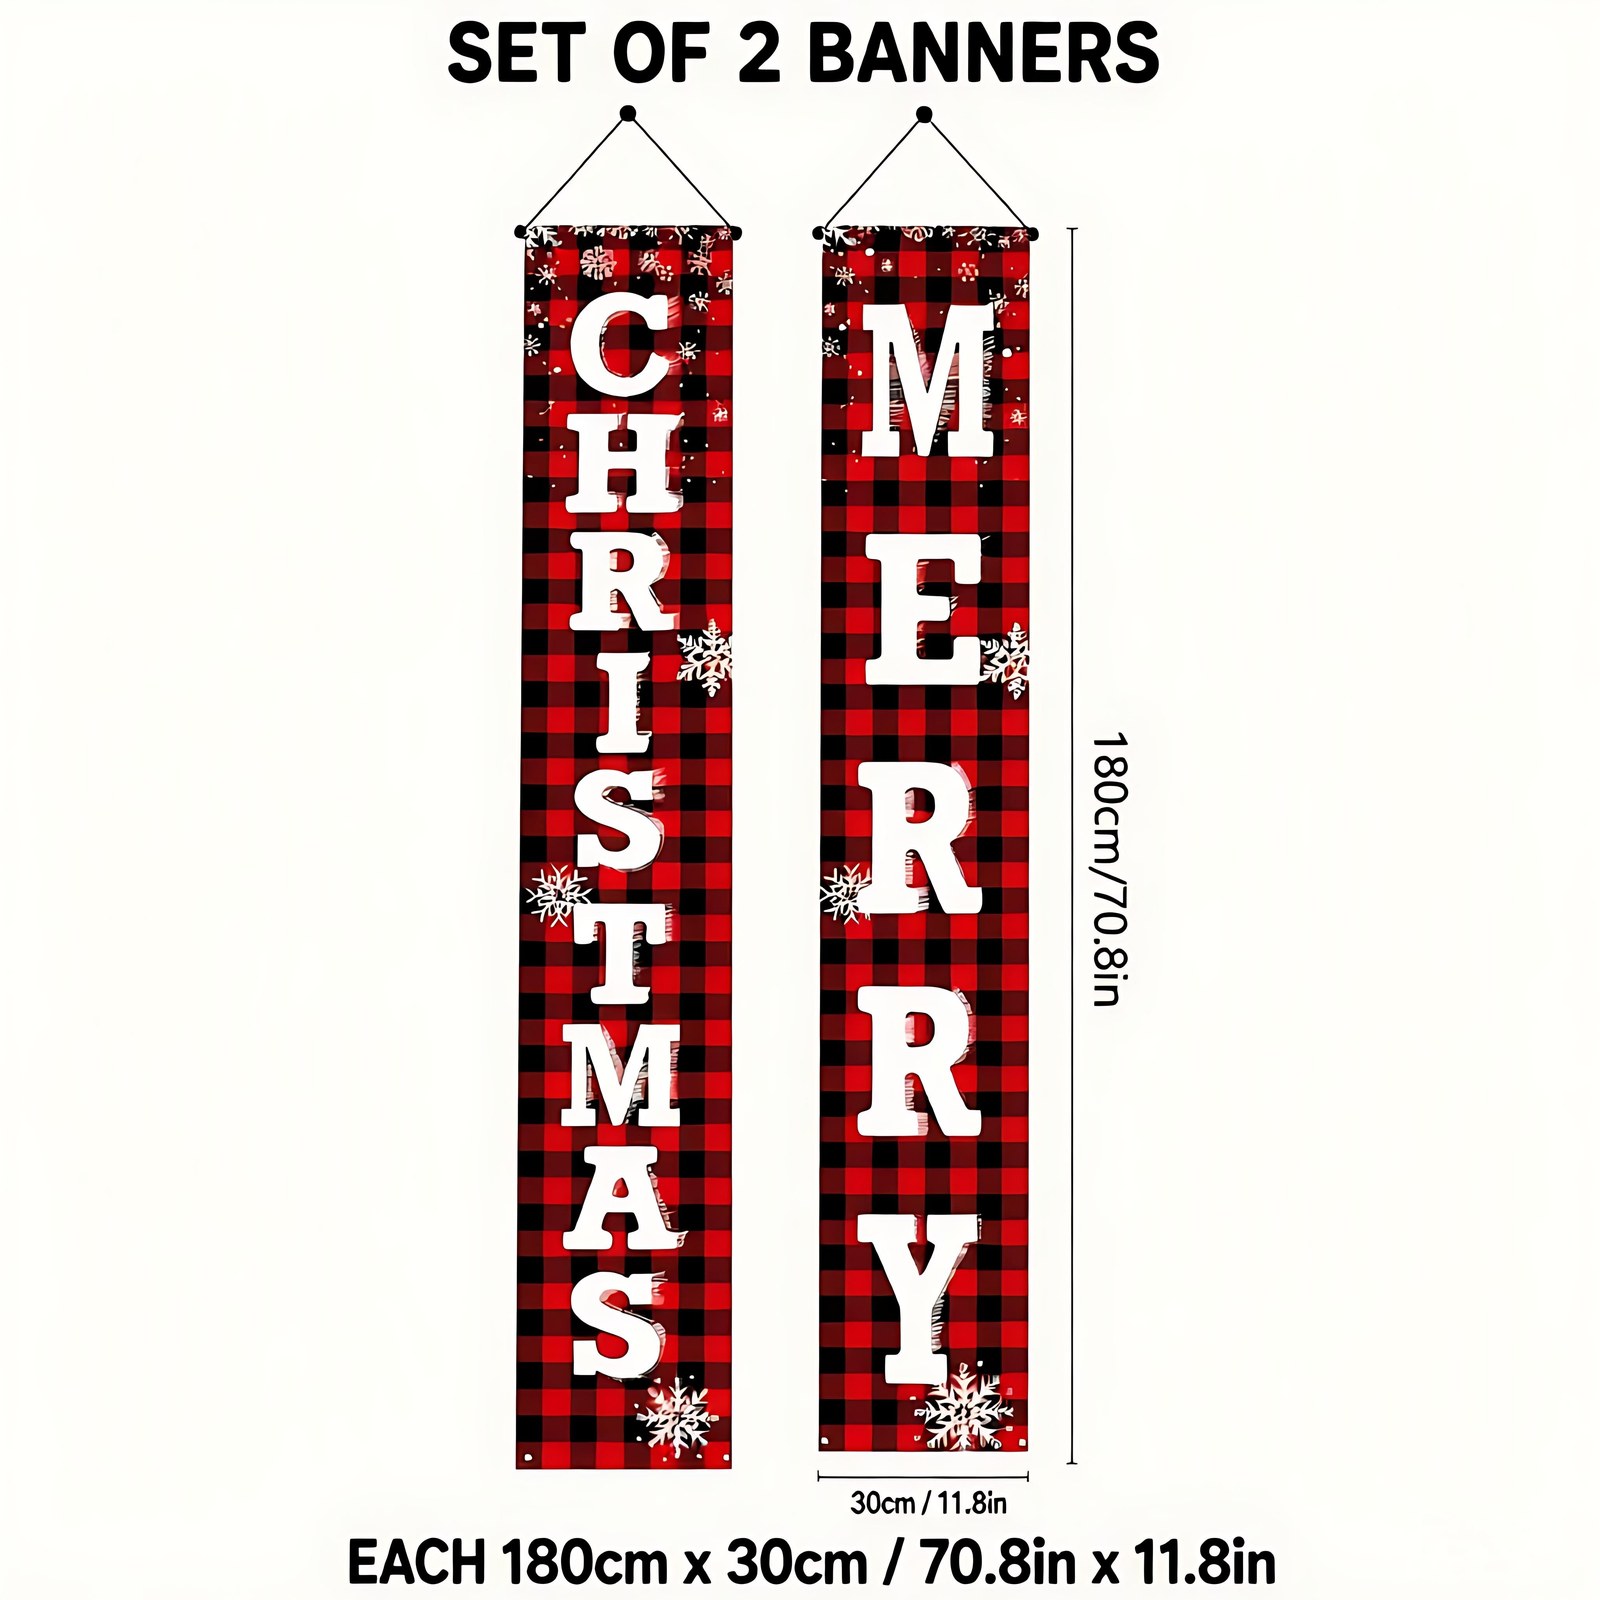 SET OF 2 BANNERS
CHRISTMAS
MERRY
180cm/70.8in
30cm / 11.8in
EACH 180cm x 30cm / 70.8in x 11.8in